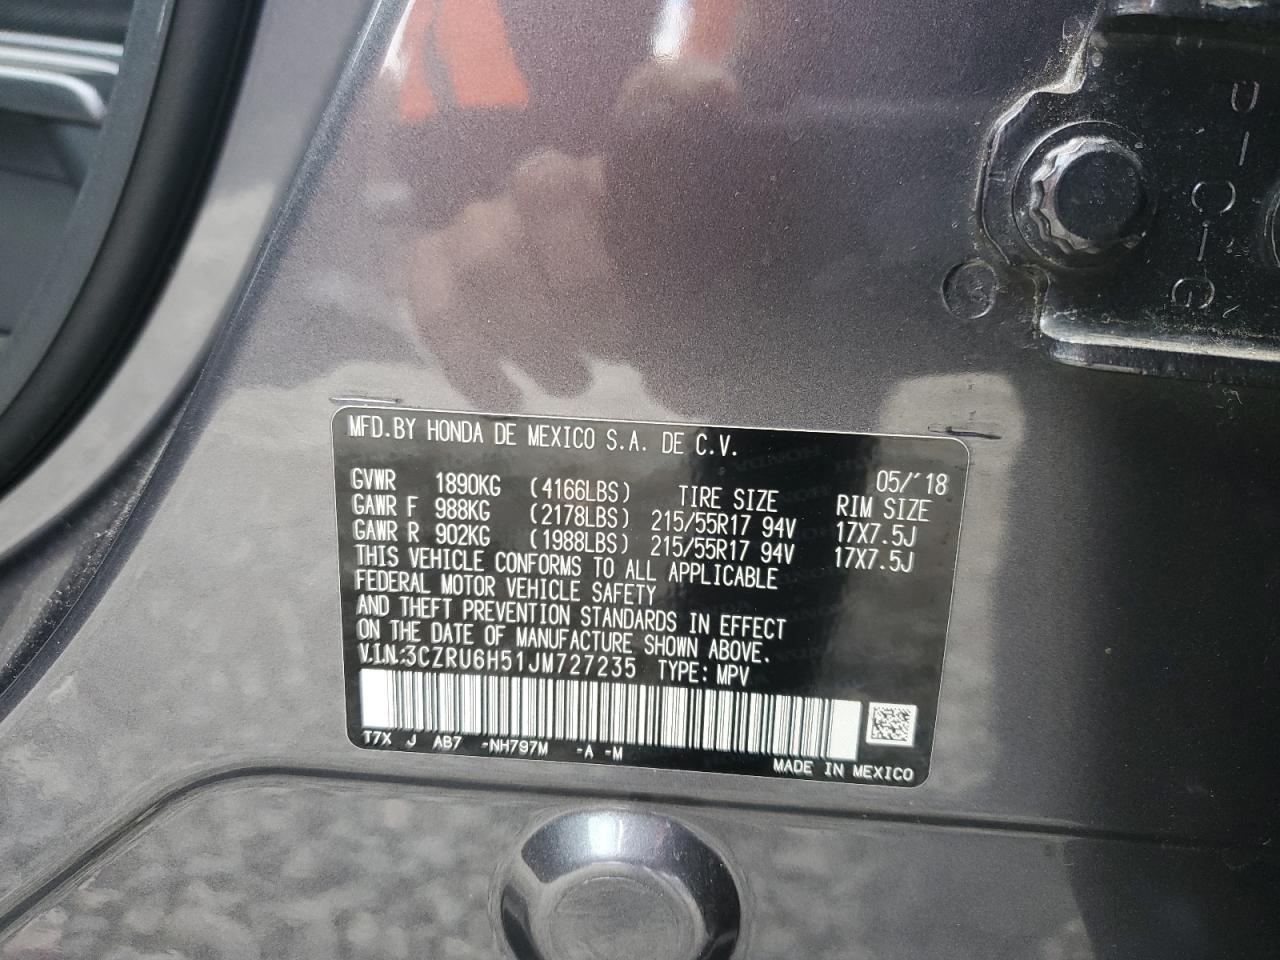 MFD.BY HONDA DE MEXICO S.A. DE C.V.
05/'18
GVWR 1890KG (4166LBS) TIRE SIZE RIM SIZE
GAWR F 988KG (2178LBS) 215/55R17 94V 17X7.5J
GAWR R 902KG (1988LBS) 215/55R17 94V 17X7.5J
THIS VEHICLE CONFORMS TO ALL APPLICABLE
FEDERAL MOTOR VEHICLE SAFETY
AND THEFT PREVENTION STANDARDS IN EFFECT
ON THE DATE OF MANUFACTURE SHOWN ABOVE.
V.I.N.:3CZRU6H51JM727235 TYPE: MPV
T7X J AB7 -NH797M -A -M
MADE IN MEXICO